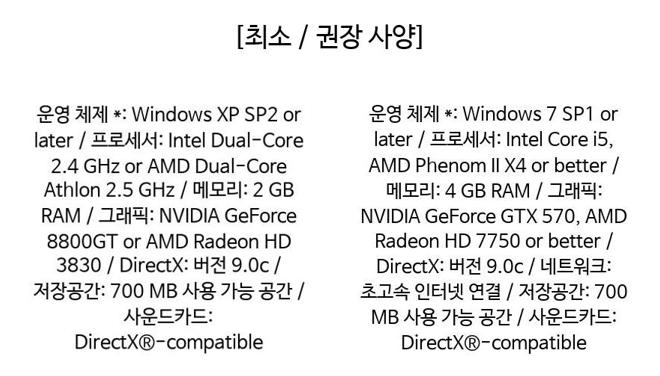 [최소 / 권장 사양]
운영 체제 *: Windows XP SP2 or
later / 프로세서: Intel Dual-Core
2.4 GHz or AMD Dual-Core
Athlon 2.5 GHz / 메모리: 2 GB
RAM / 그래픽: NVIDIA GeForce
8800GT or AMD Radeon HD
3830 / DirectX: 버전 9.0c /
저장공간: 700 MB 사용 가능 공간 /
사운드카드:
DirectX®-compatible
운영 체제 *: Windows 7 SP1 or
later / 프로세서: Intel Core i5,
AMD Phenom II X4 or better /
메모리: 4 GB RAM / 그래픽:
NVIDIA GeForce GTX 570, AMD
Radeon HD 7750 or better /
DirectX: 버전 9.0c / 네트워크:
초고속 인터넷 연결 / 저장공간: 700
MB 사용 가능 공간 / 사운드카드:
DirectX®-compatible